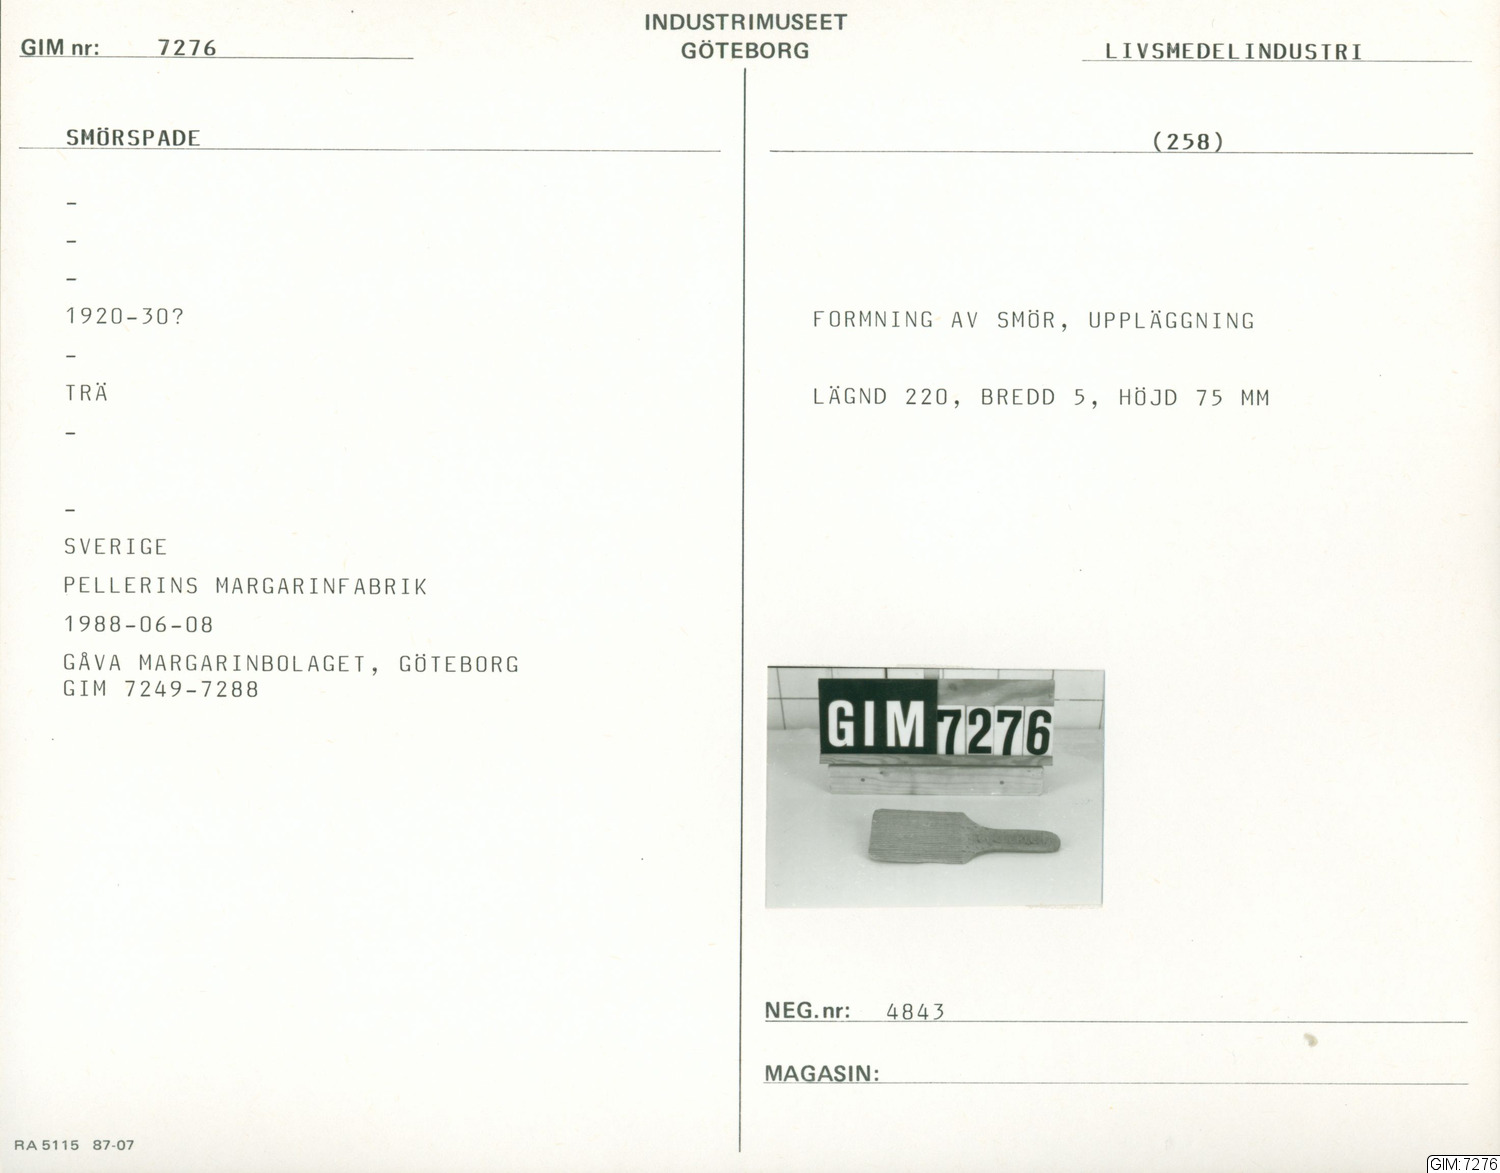 INDUSTRIMUSEET
GÖTEBORG
GIM nr: 7276
LIVSMEDELINDUSTRI
SMÖRSPADE
(258)
-
-
-
1920-30?
-
TRÄ
-
-
SVERIGE
PELLERINS MARGARINFABRIK
1988-06-08
GÅVA MARGARINBOLAGET, GÖTEBORG
GIM 7249-7288
FORMNING AV SMÖR, UPPLÄGGNING
LÄGND 220, BREDD 5, HÖJD 75 MM
GIM 7276
NEG.nr: 4843
MAGASIN:
RA 5115 87-07
GIM:7276